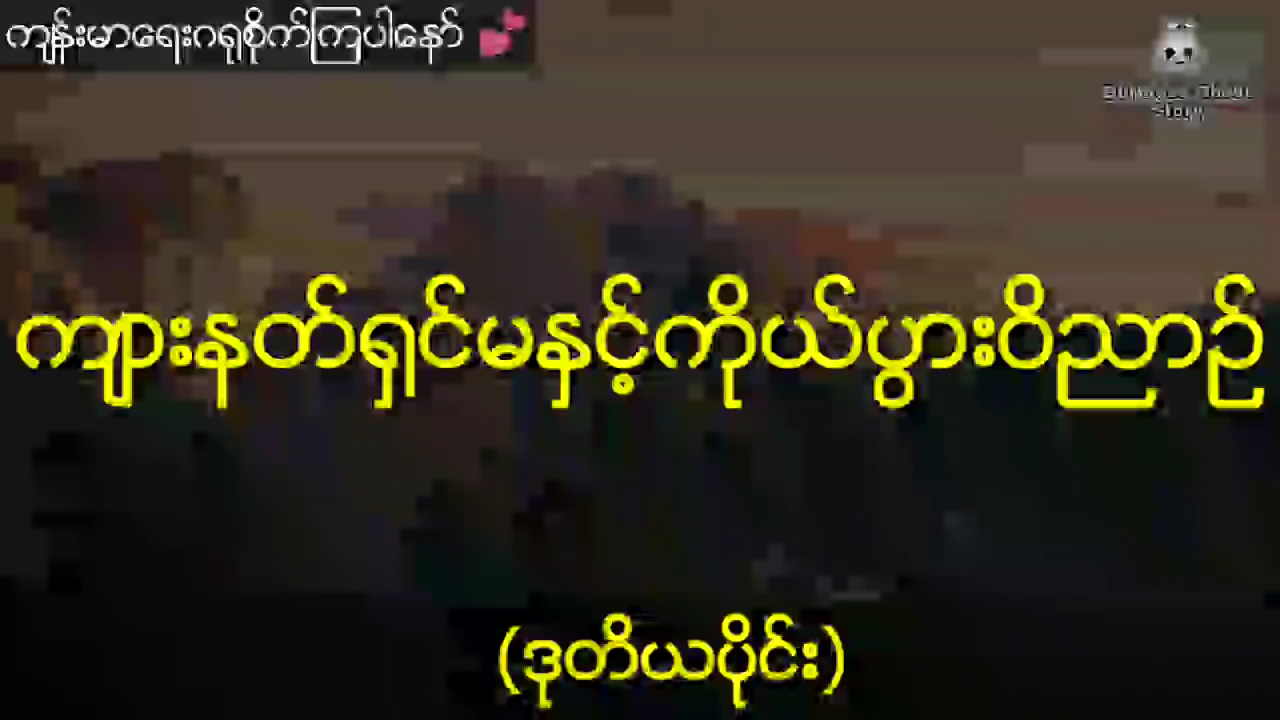 ကျန်းမာရေးဂရုစိုက်ကြပါနော် 💕
ကျားနတ်ရှင်မနှင့်ကိုယ်ပွားဝိညာဉ်
(ဒုတိယပိုင်း)